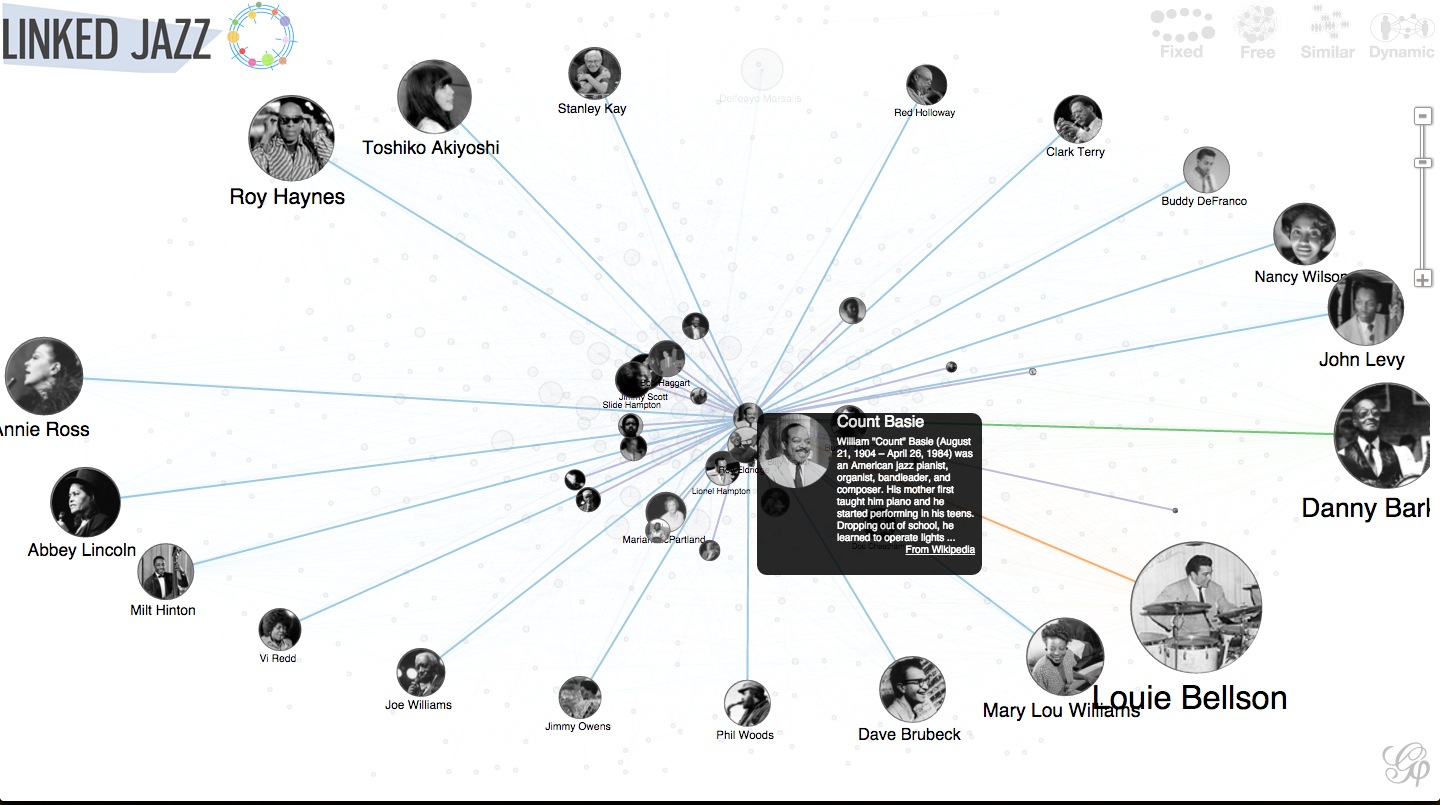 LINKED JAZZ
Fixed
Free
Similar
Dynamic
Stanley Kay
Delfeayo Marsalis
Red Holloway
Toshiko Akiyoshi
Clark Terry
Roy Haynes
Buddy DeFranco
Nancy Wilson
John Levy
Haggart
Jimmy Scott
Slide Hampton
Count Basie
William "Count" Basie (August
21, 1904 – April 26, 1984) was
an American jazz pianist,
organist, bandleader, and
composer. His mother first
taught him piano and he
started performing in his teens.
Dropping out of school, he
learned to operate lights ...
From Wikipedia
nnie Ross
Lionel Hampton
Danny Bark
Abbey Lincoln
Milt Hinton
Vi Redd
Joe Williams
Jimmy Owens
Phil Woods
Dave Brubeck
Mary Lou Williams
Louie Bellson